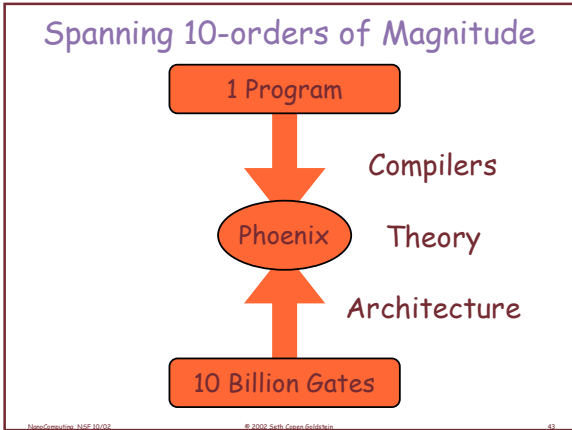 Spanning 10-orders of Magnitude
1 Program
Compilers
Phoenix
Theory
Architecture
10 Billion Gates
NanoComputing, NSF 10/02
© 2002 Seth Copen Goldstein
43